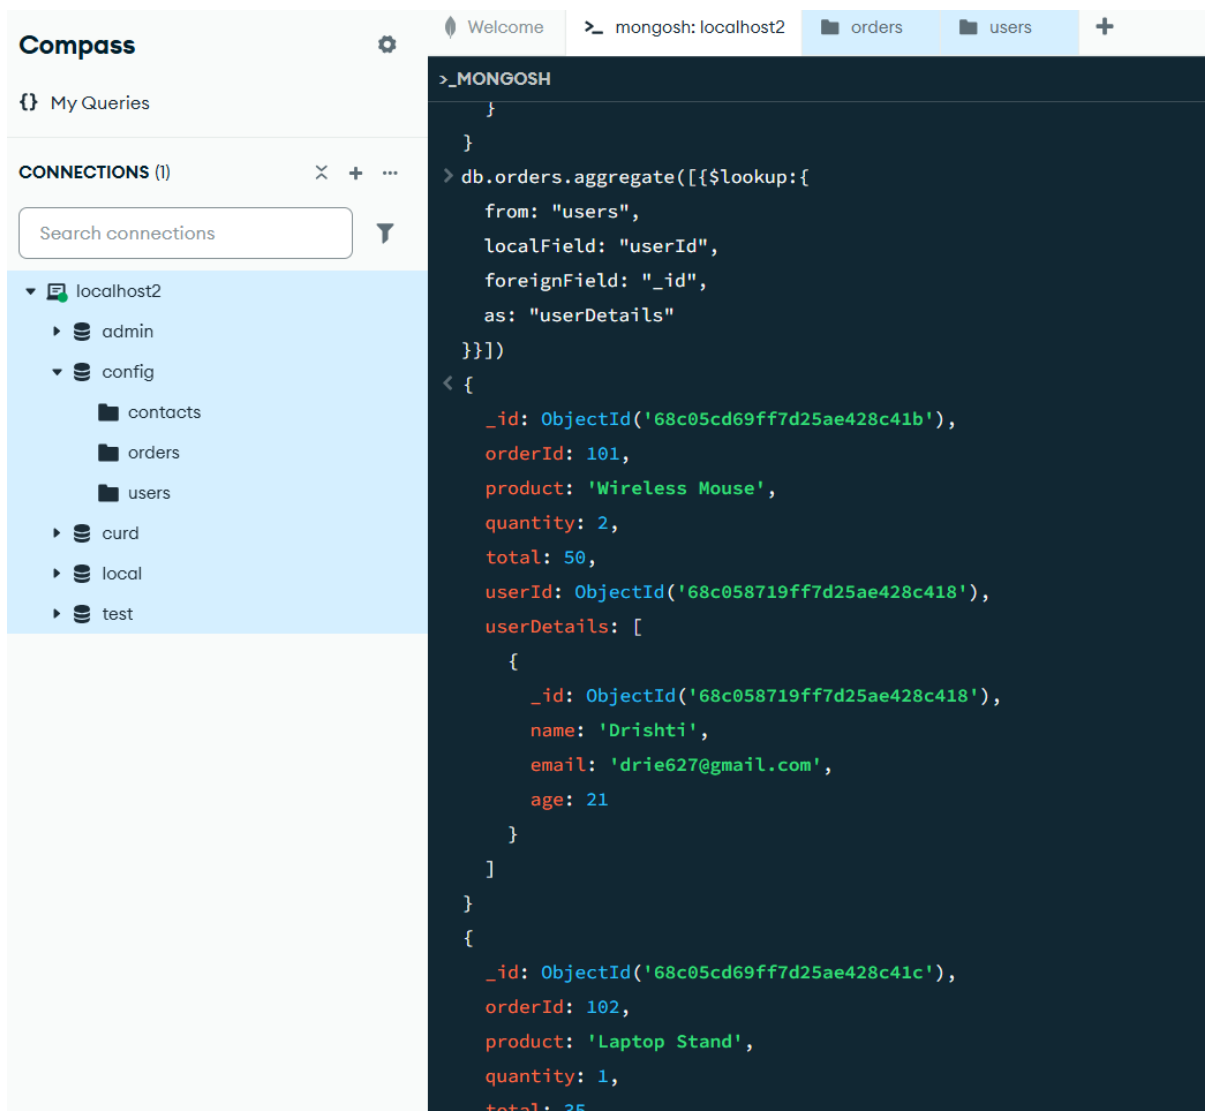 Compass
{} My Queries
CONNECTIONS (1)
Search connections
localhost2
admin
config
contacts
orders
users
curd
local
test
Welcome
>_ mongosh: localhost2
orders
users
>_MONGOSH
}
}
> db.orders.aggregate([{$lookup:{
from: "users",
localField: "userId",
foreignField: "_id",
as: "userDetails"
}}])
< {
_id: ObjectId('68c05cd69ff7d25ae428c41b'),
orderId: 101,
product: 'Wireless Mouse',
quantity: 2,
total: 50,
userId: ObjectId('68c058719ff7d25ae428c418'),
userDetails: [
{
_id: ObjectId('68c058719ff7d25ae428c418'),
name: 'Drishti',
email: 'drie627@gmail.com',
age: 21
}
]
}
{
_id: ObjectId('68c05cd69ff7d25ae428c41c'),
orderId: 102,
product: 'Laptop Stand',
quantity: 1,
total: 35